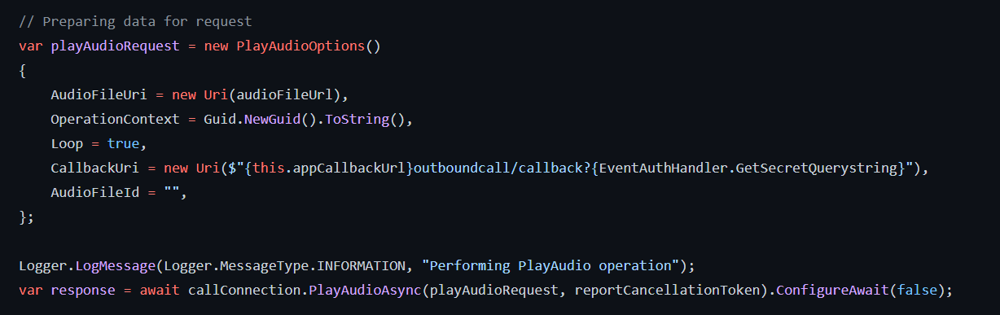 // Preparing data for request
var playAudioRequest = new PlayAudioOptions()
{
    AudioFileUri = new Uri(audioFileUrl),
    OperationContext = Guid.NewGuid().ToString(),
    Loop = true,
    CallbackUri = new Uri($"{this.appCallbackUrl}outboundcall/callback?{EventAuthHandler.GetSecretQuerystring}"),
    AudioFileId = "",
};

Logger.LogMessage(Logger.MessageType.INFORMATION, "Performing PlayAudio operation");
var response = await callConnection.PlayAudioAsync(playAudioRequest, reportCancellationToken).ConfigureAwait(false);